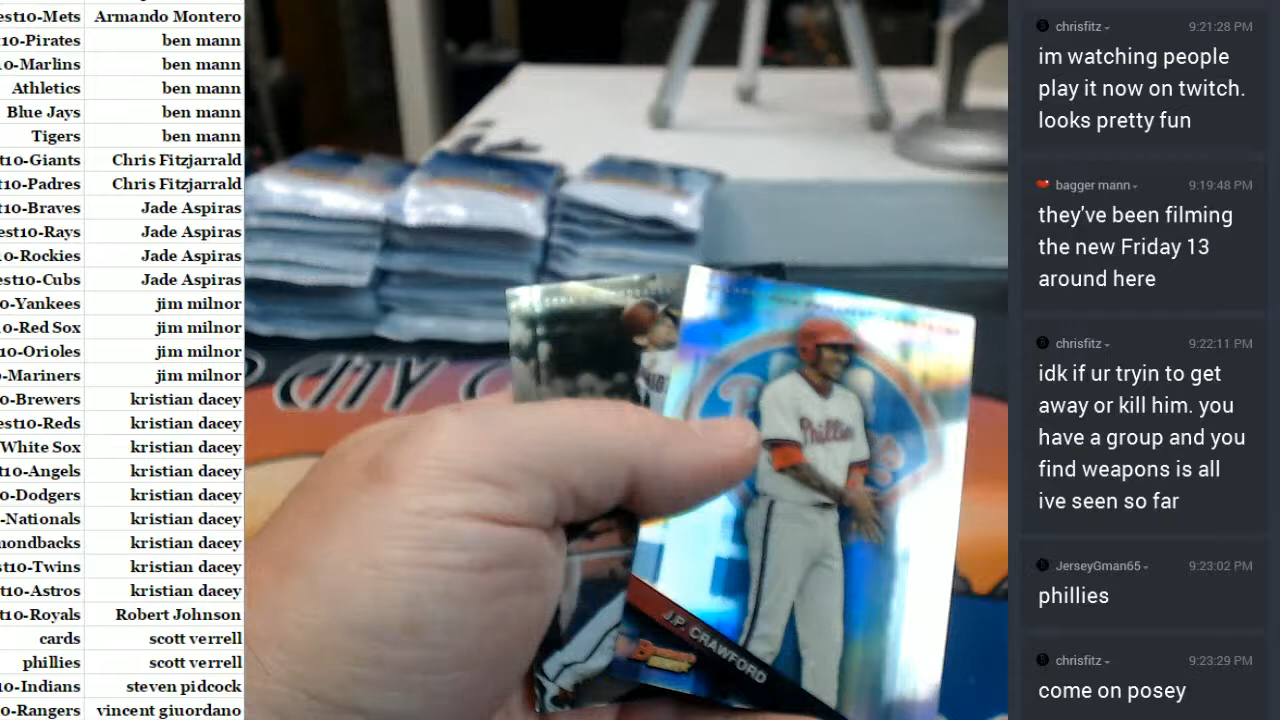 est10-Mets Armando Montero
10-Pirates ben mann
10-Marlins ben mann
Athletics ben mann
Blue Jays ben mann
Tigers ben mann
t10-Giants Chris Fitzjarrald
t10-Padres Chris Fitzjarrald
t10-Braves Jade Aspiras
est10-Rays Jade Aspiras
0-Rockies Jade Aspiras
est10-Cubs Jade Aspiras
0-Yankees jim milnor
10-Red Sox jim milnor
10-Orioles jim milnor
0-Mariners jim milnor
0-Brewers kristian dacey
est10-Reds kristian dacey
White Sox kristian dacey
t10-Angels kristian dacey
0-Dodgers kristian dacey
-Nationals kristian dacey
mondbacks kristian dacey
est10-Twins kristian dacey
st10-Astros kristian dacey
t10-Royals Robert Johnson
cards scott verrell
phillies scott verrell
10-Indians steven pidcock
0-Rangers vincent giuordano
CITY
Phillies
J.P. CRAWFORD
Bowman's
BEST
chrisfitz 9:21:28 PM
im watching people
play it now on twitch.
looks pretty fun
bagger mann 9:19:48 PM
they've been filming
the new Friday 13
around here
chrisfitz 9:22:11 PM
idk if ur tryin to get
away or kill him. you
have a group and you
find weapons is all
ive seen so far
JerseyGman65 9:23:02 PM
phillies
chrisfitz 9:23:29 PM
come on posey